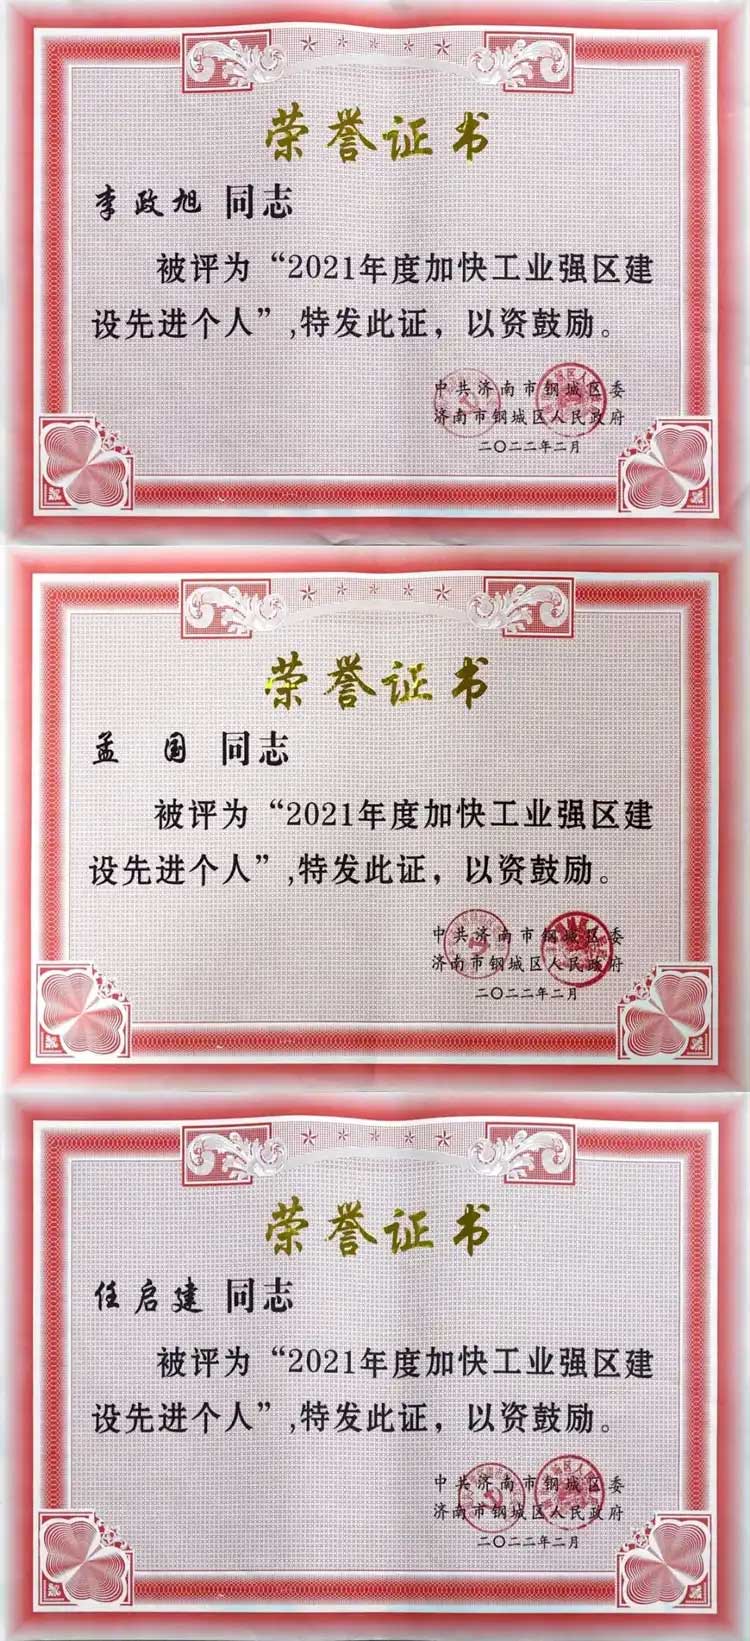 荣誉证书
李政旭 同志
被评为“2021年度加快工业强区建
设先进个人”,特发此证，以资鼓励。
中共济南市钢城区委
济南市钢城区人民政府
二〇二二年二月
荣誉证书
孟 国 同志
被评为“2021年度加快工业强区建
设先进个人”,特发此证，以资鼓励。
中共济南市钢城区委
济南市钢城区人民政府
二〇二二年二月
荣誉证书
任启建 同志
被评为“2021年度加快工业强区建
设先进个人”,特发此证，以资鼓励。
中共济南市钢城区委
济南市钢城区人民政府
二〇二二年二月